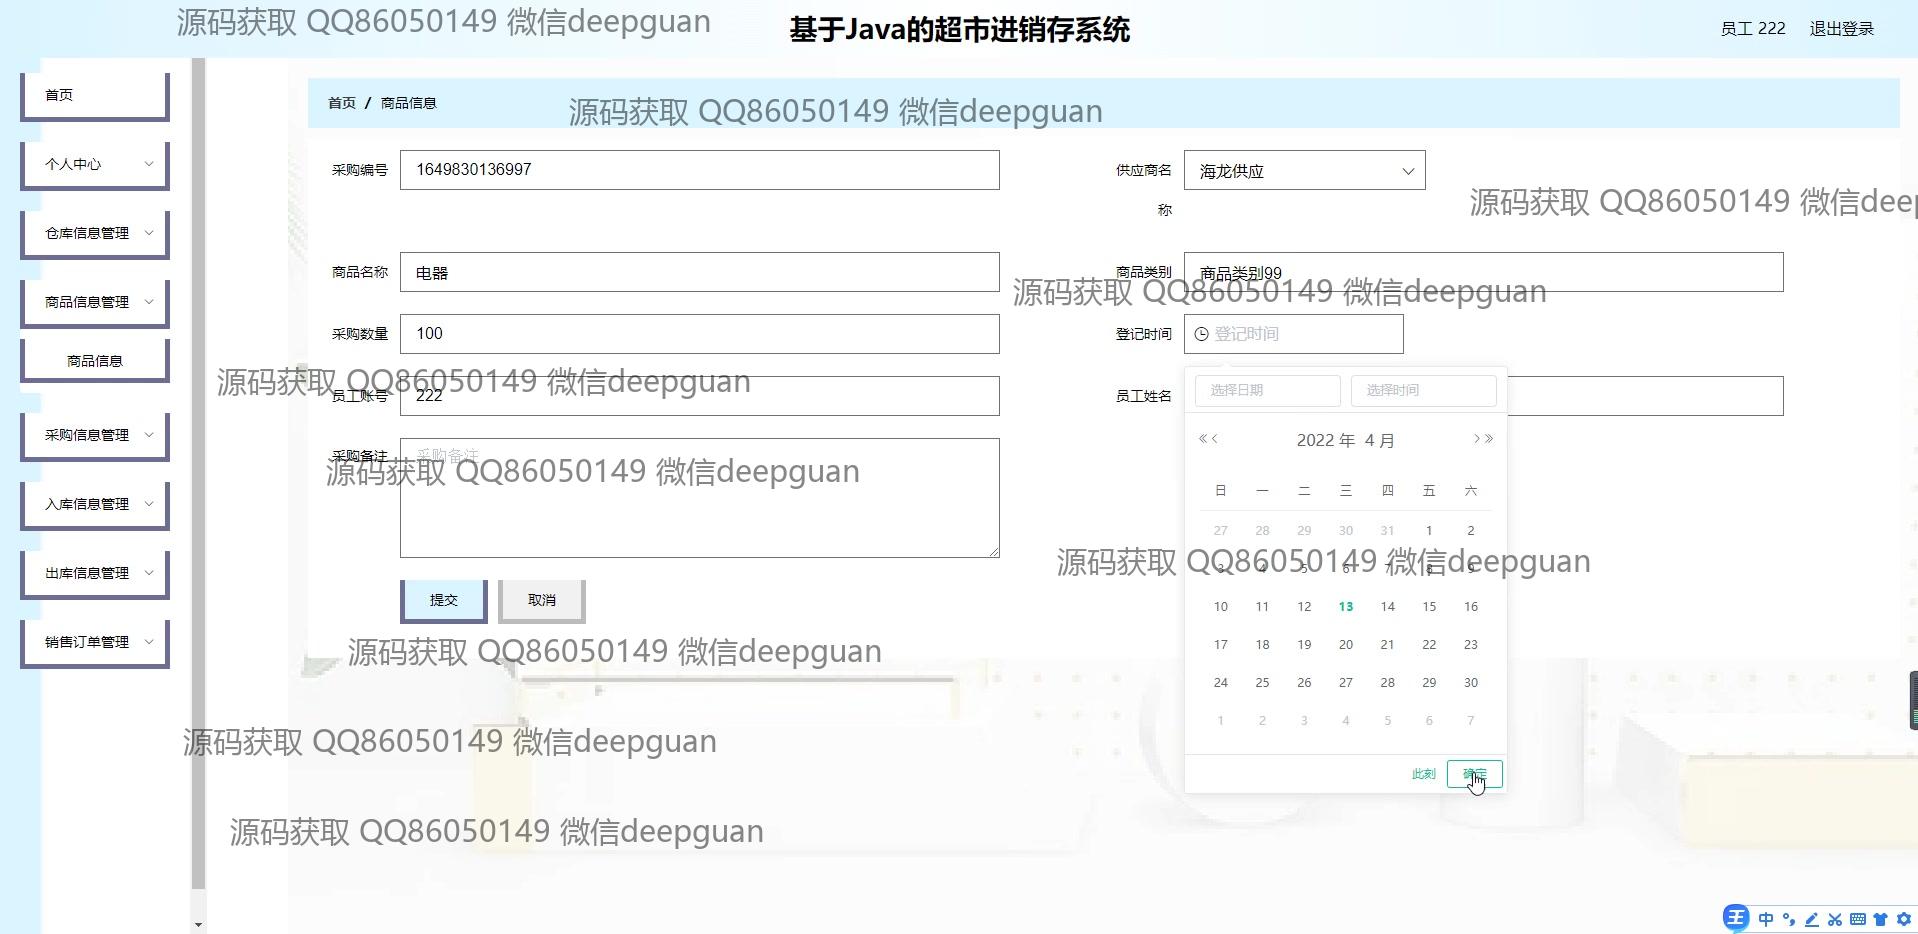 源码获取 QQ86050149 微信deepguan
基于Java的超市进销存系统
员工 222 退出登录
首页
个人中心
仓库信息管理
商品信息管理
商品信息
采购信息管理
入库信息管理
出库信息管理
销售订单管理
首页 / 商品信息
源码获取 QQ86050149 微信deepguan
采购编号 1649830136997
供应商名称 海龙供应
源码获取 QQ86050149 微信deep
商品名称 电器
商品类别 商品类别99
源码获取 QQ86050149 微信deepguan
采购数量 100
登记时间 登记时间
源码获取 QQ86050149 微信deepguan
员工账号 222
员工姓名
选择日期 选择时间
采购备注 采购备注
源码获取 QQ86050149 微信deepguan
2022 年 4 月
日 一 二 三 四 五 六
27 28 29 30 31 1 2
3 4 5 6 7 8 9
源码获取 QQ86050149 微信deepguan
10 11 12 13 14 15 16
17 18 19 20 21 22 23
24 25 26 27 28 29 30
1 2 3 4 5 6 7
此刻 确定
提交 取消
源码获取 QQ86050149 微信deepguan
源码获取 QQ86050149 微信deepguan
源码获取 QQ86050149 微信deepguan
王 中